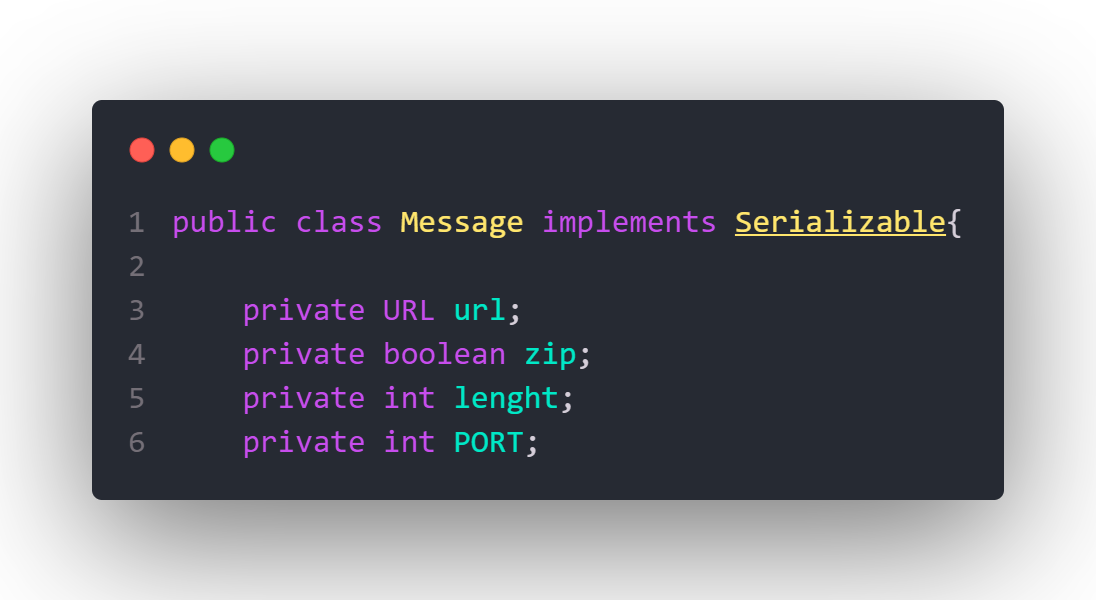 1 public class Message implements Serializable{
2
3     private URL url;
4     private boolean zip;
5     private int lenght;
6     private int PORT;